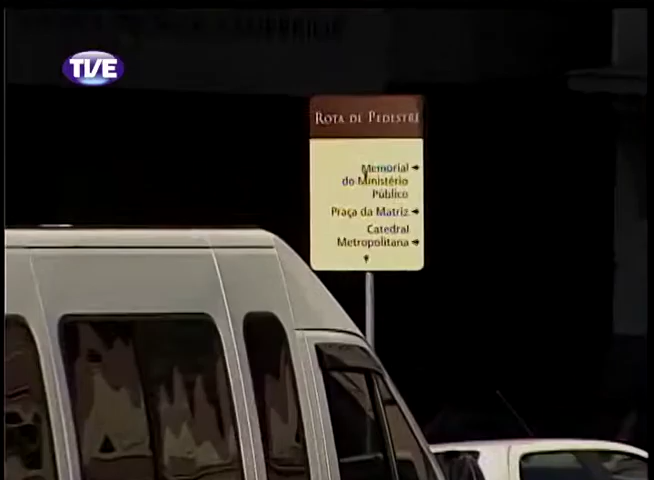 TVE
ROTA DE PEDESTRE
Memorial
do Ministério
Público
Praça da Matriz
Catedral
Metropolitana